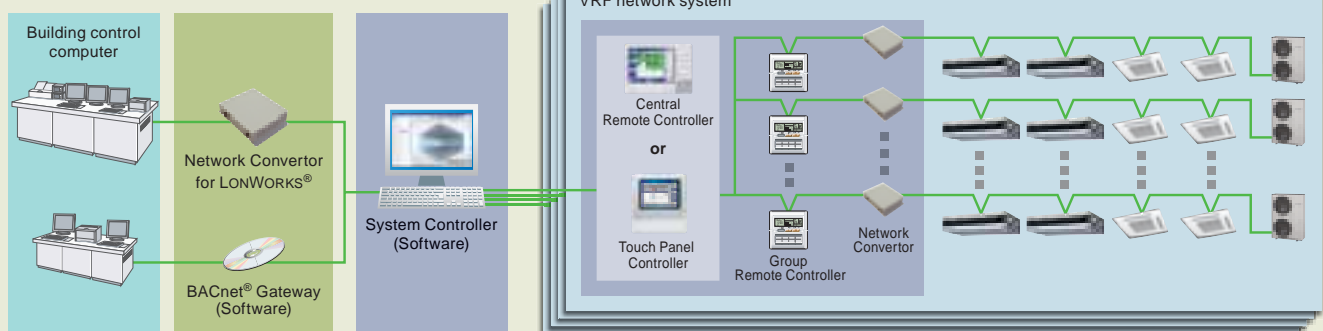 VRF network system
Building control
computer
Network Convertor
for LONWORKS®
BACnet® Gateway
(Software)
System Controller
(Software)
Central
Remote Controller
or
Touch Panel
Controller
Group
Remote Controller
Network
Convertor